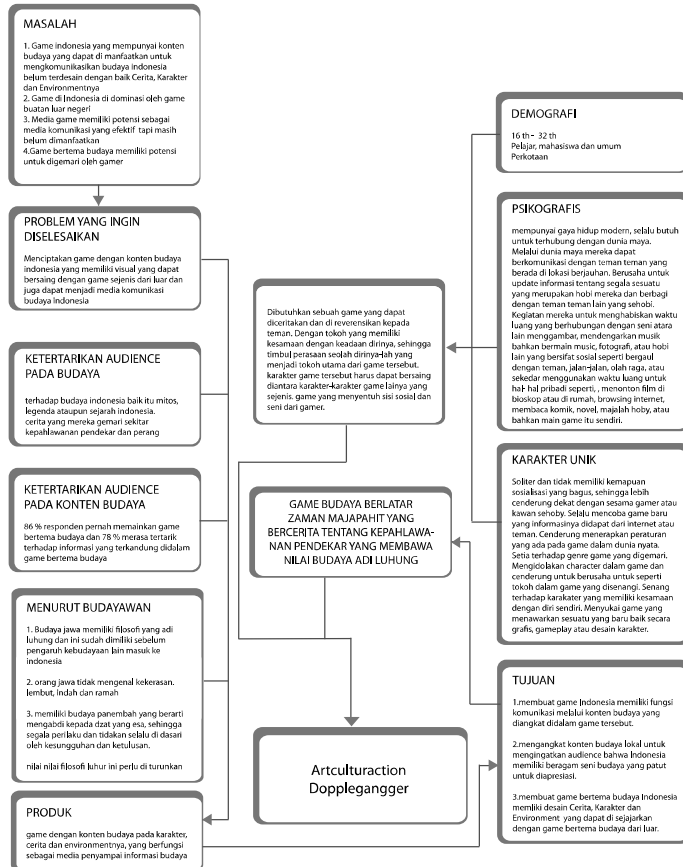 MASALAH
1. Game indonesia yang mempunyai konten
budaya yang dapat di manfaatkan untuk
mengkomunikasikan budaya indonesia
belum terdesain dengan baik Cerita, Karakter
dan Environmentnya
2. Game di Indonesia di dominasi oleh game
buatan luar negeri
3. Media game memiliki potensi sebagai
media komunikasi yang efektif tapi masih
belum dimanfaatkan
4.Game bertema budaya memiliki potensi
untuk digemari oleh gamer
PROBLEM YANG INGIN
DISELESAIKAN
Menciptakan game dengan konten budaya
indonesia yang memiliki visual yang dapat
bersaing dengan game sejenis dari luar dan
juga dapat menjadi media komunikasi
budaya Indonesia
KETERTARIKAN AUDIENCE
PADA BUDAYA
terhadap budaya indonesia baik itu mitos,
legenda ataupun sejarah indonesia.
cerita yang mereka gemari sekitar
kepahlawanan pendekar dan perang
KETERTARIKAN AUDIENCE
PADA KONTEN BUDAYA
86 % responden pernah memainkan game
bertema budaya dan 78 % merasa tertarik
terhadap informasi yang terkandung didalam
game bertema budaya
MENURUT BUDAYAWAN
1. Budaya jawa memiliki filosofi yang adi
luhung dan ini sudah dimiliki sebelum
pengaruh kebudayaan lain masuk ke
indonesia
2. orang jawa tidak mengenal kekerasan.
lembut, Indah dan ramah
3. memiliki budaya panembah yang berarti
mengabdi kepada dzat yang esa, sehingga
segala perilaku dan tidakan selalu di dasari
oleh kesungguhan dan ketulusan.
nilai nilai filosofi luhur ini perlu di turunkan
PRODUK
game dengan konten budaya pada karakter,
cerita dan environmentnya, yang berfungsi
sebagai media penyampai informasi budaya
Dibutuhkan sebuah game yang dapat
diceritakan dan di reverensikan kepada
teman. Dengan tokoh yang memiliki
kesamaan dengan keadaan dirinya, sehingga
timbul perasaan seolah dirinya-lah yang
menjadi tokoh utama dari game tersebut.
karakter game tersebut harus dapat bersaing
diantara karakter-karakter game lainya yang
sejenis. game yang menyentuh sisi sosial dan
seni dari gamer.
GAME BUDAYA BERLATAR
ZAMAN MAJAPAHIT YANG
BERCERITA TENTANG KEPAHLAWA-
NAN PENDEKAR YANG MEMBAWA
NILAI BUDAYA ADI LUHUNG
Artculturaction
Dopplegangger
DEMOGRAFI
16 th - 32 th
Pelajar, mahasiswa dan umum
Perkotaan
PSIKOGRAFIS
mempunyai gaya hidup modern, selalu butuh
untuk terhubung dengan dunia maya.
Melalui dunia maya mereka dapat
berkomunikasi dengan teman teman yang
berada di lokasi berjauhan. Berusaha untuk
update informasi tentang segala sesuatu
yang merupakan hobi mereka dan berbagi
dengan teman teman lain yang sehobi.
Kegiatan mereka untuk menghabiskan waktu
luang yang berhubungan dengan seni atara
lain menggambar, mendengarkan musik
bahkan bermain music, fotografi, atau hobi
lain yang bersifat sosial seperti bergaul
dengan teman, jalan-jalan, olah raga, atau
sekedar menggunakan waktu luang untuk
hal- hal pribadi seperti, , menonton film di
bioskop atau di rumah, browsing internet,
membaca komik, novel, majalah hoby, atau
bahkan main game itu sendiri.
KARAKTER UNIK
Soliter dan tidak memiliki kemapuan
sosialisasi yang bagus, sehingga lebih
cenderung dekat dengan sesama gamer atau
kawan sehoby. Selalu mencoba game baru
yang informasinya didapat dari internet atau
teman. Cenderung menerapkan peraturan
yang ada pada game dalam dunia nyata.
Setia terhadap genre game yang digemari.
Mengidolakan character dalam game dan
cenderung untuk berusaha untuk seperti
tokoh dalam game yang disenangi. Senang
terhadap karakater yang memiliki kesamaan
dengan diri sendiri. Menyukai game yang
menawarkan sesuatu yang baru baik secara
grafis, gameplay atau desain karakter.
TUJUAN
1.membuat game Indonesia memiliki fungsi
komunikasi melalui konten budaya yang
diangkat didalam game tersebut.
2.mengangkat konten budaya lokal untuk
mengingatkan audience bahwa Indonesia
memiliki beragam seni budaya yang patut
untuk diapresiasi.
3.membuat game bertema budaya Indonesia
memiliki desain Cerita, Karakter dan
Environment yang dapat di sejajarkan
dengan game bertema budaya dari luar.